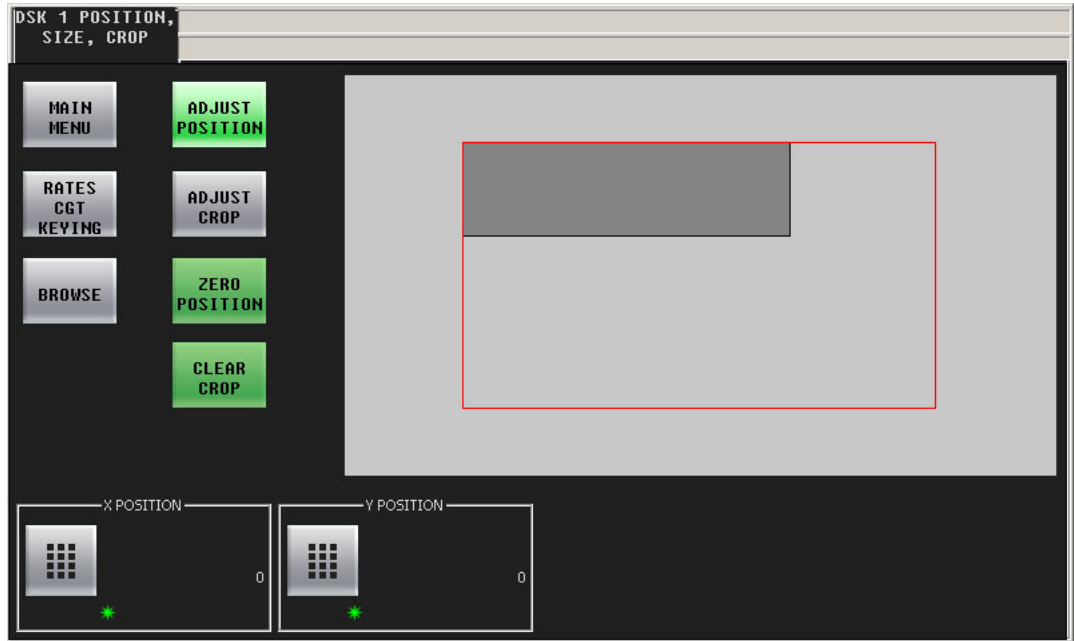 DSK 1 POSITION,
SIZE, CROP
MAIN
MENU
ADJUST
POSITION
RATES
CGT
KEYING
ADJUST
CROP
BROWSE
ZERO
POSITION
CLEAR
CROP
X POSITION
0
Y POSITION
0